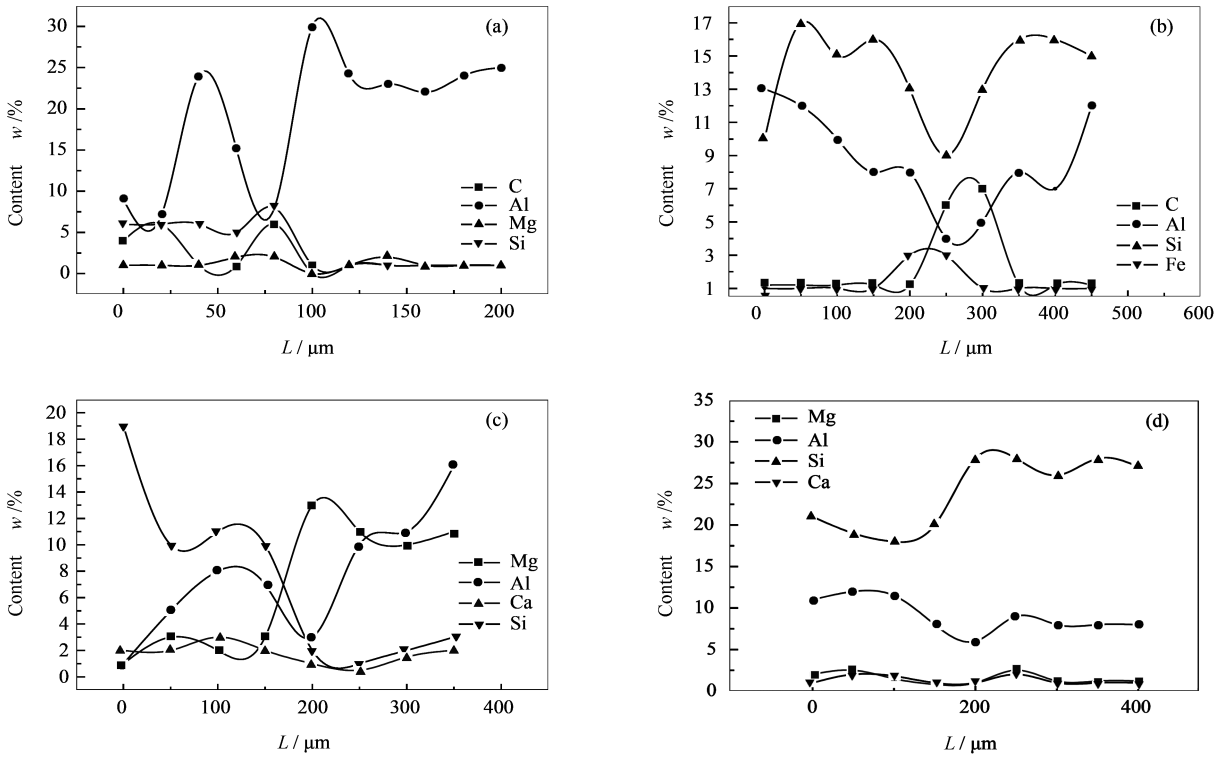 (a)
30
25
20
15
10
5
0
Content w /%
C
Al
Mg
Si
0 50 100 150 200
L / μm
(b)
17
15
13
11
9
7
5
3
1
Content w /%
C
Al
Si
Fe
0 100 200 300 400 500 600
L / μm
(c)
20
18
16
14
12
10
8
6
4
2
0
Content w /%
Mg
Al
Ca
Si
0 100 200 300 400
L / μm
(d)
35
30
25
20
15
10
5
0
Content w /%
Mg
Al
Si
Ca
0 200 400
L / μm